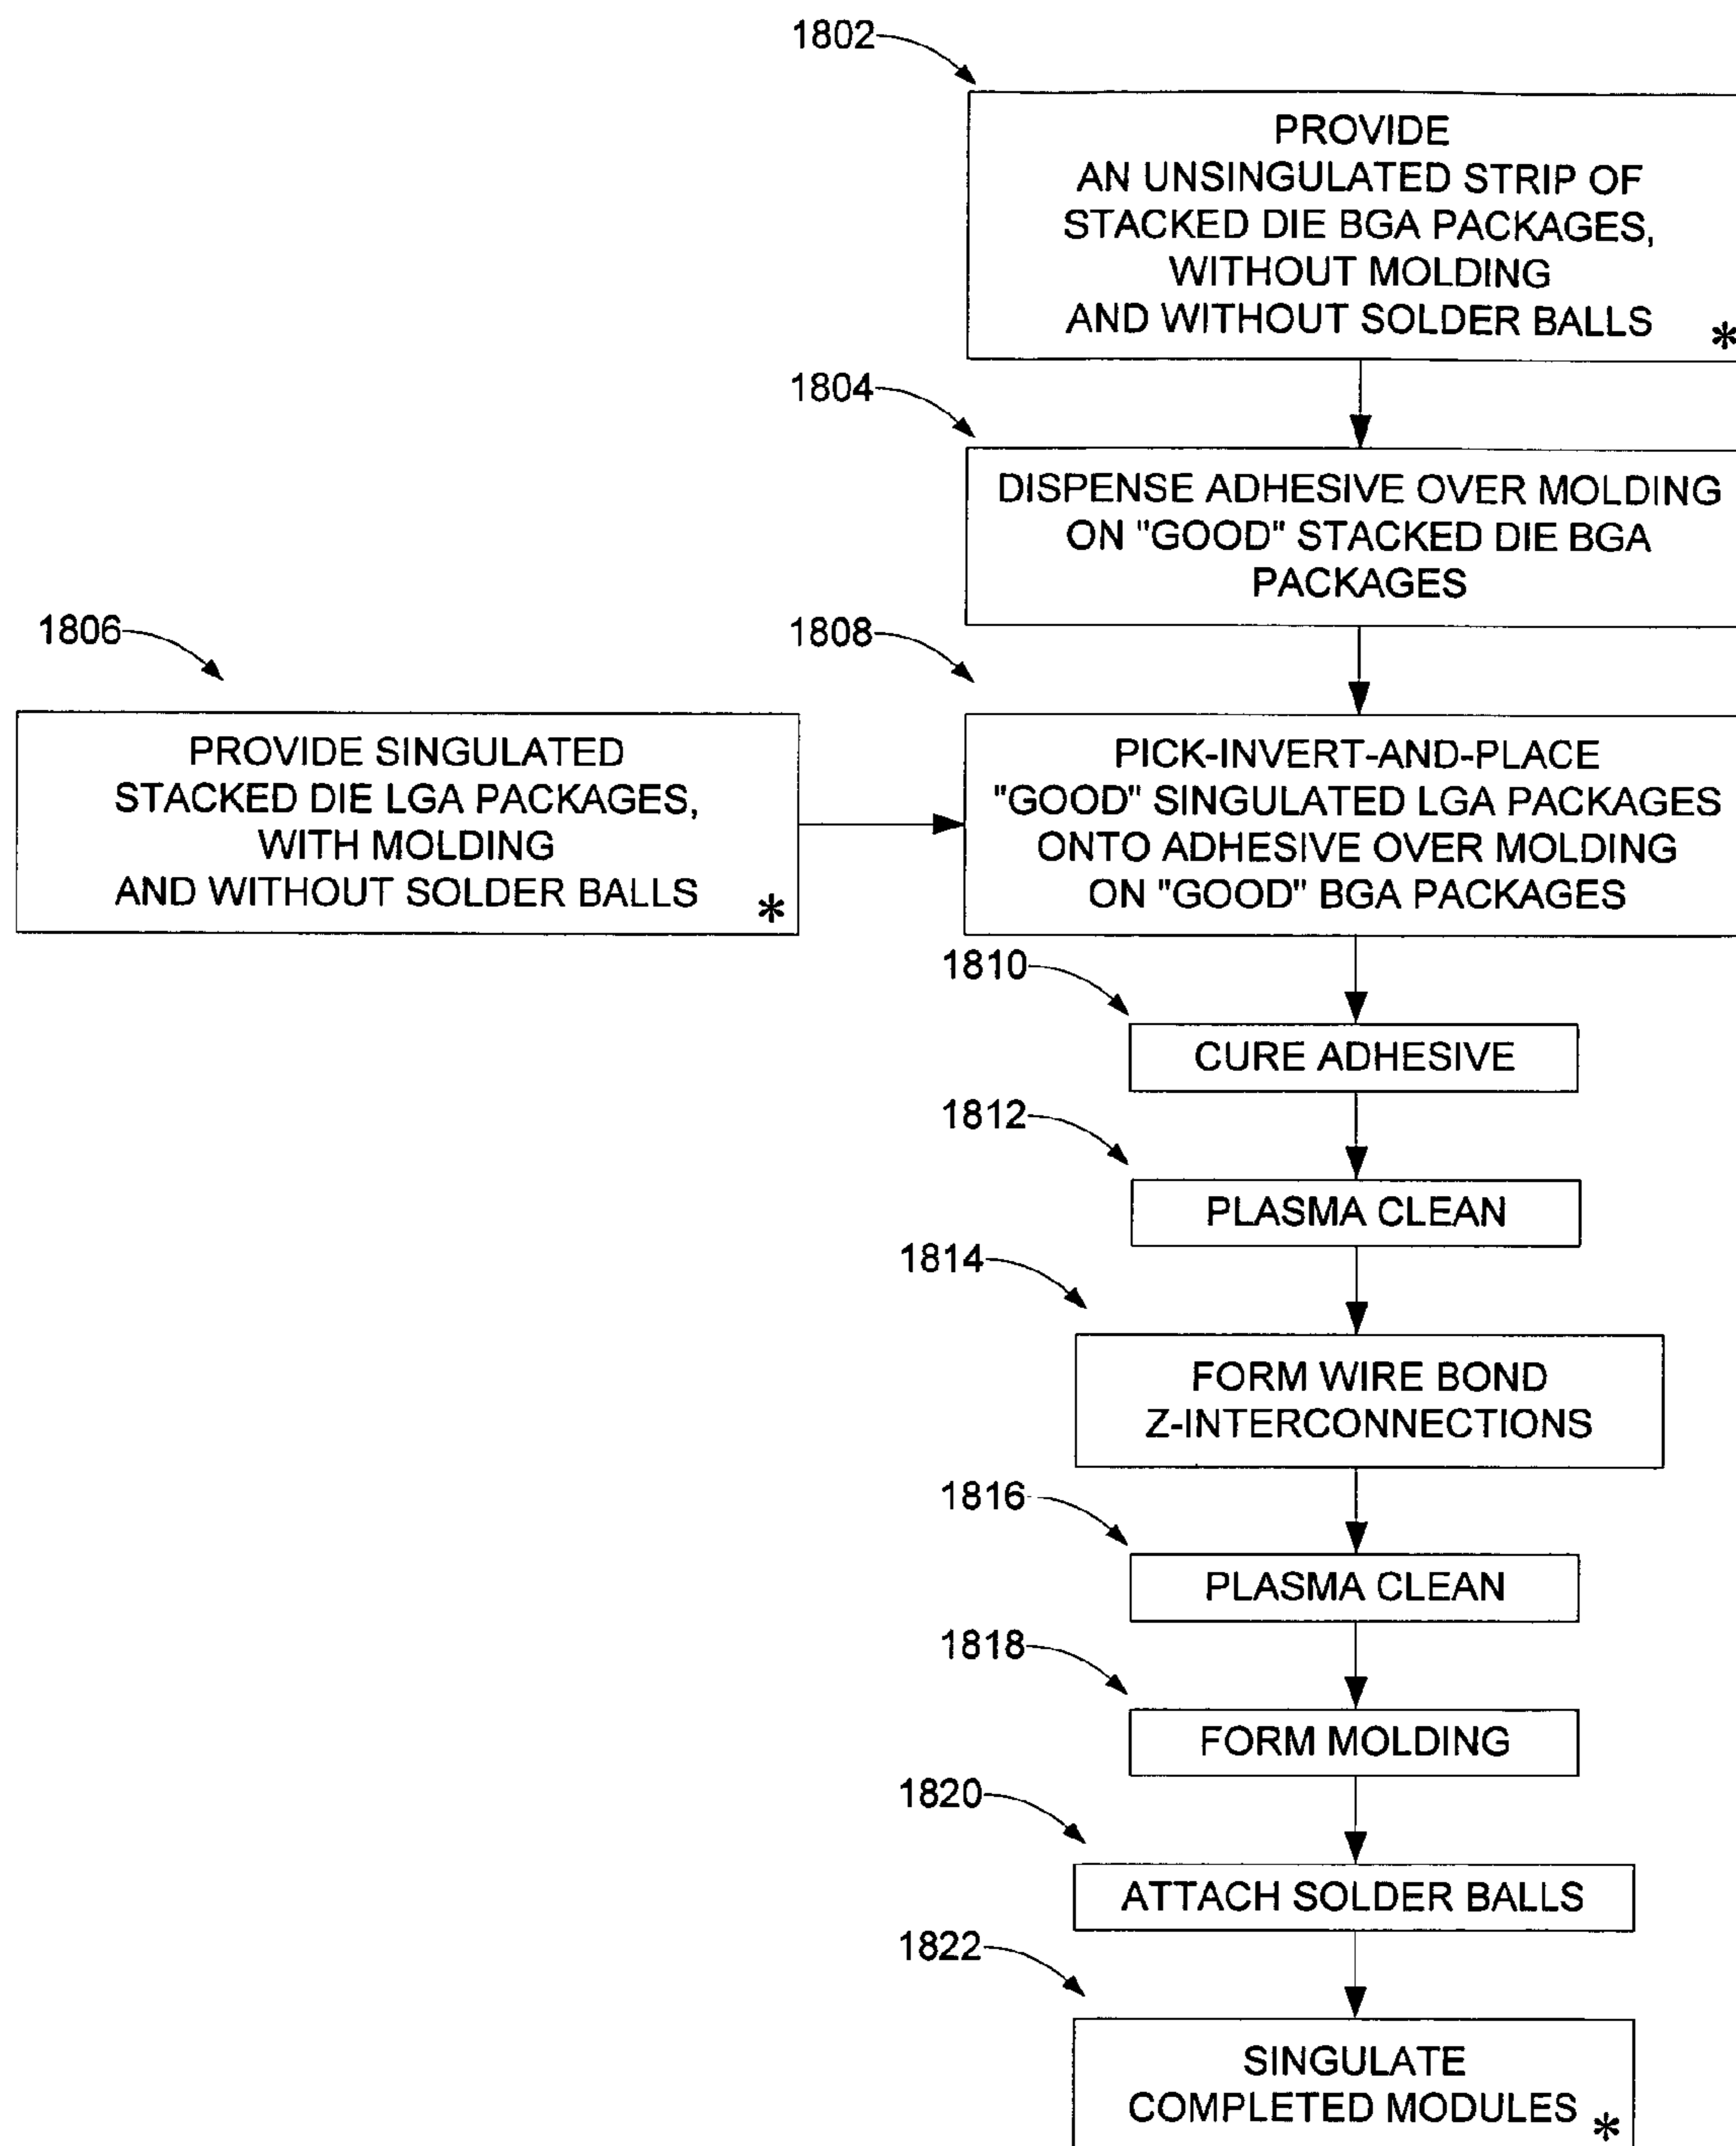 1802
PROVIDE
AN UNSINGULATED STRIP OF
STACKED DIE BGA PACKAGES,
WITHOUT MOLDING
AND WITHOUT SOLDER BALLS *
1804
DISPENSE ADHESIVE OVER MOLDING
ON "GOOD" STACKED DIE BGA
PACKAGES
1806
PROVIDE SINGULATED
STACKED DIE LGA PACKAGES,
WITH MOLDING
AND WITHOUT SOLDER BALLS *
1808
PICK-INVERT-AND-PLACE
"GOOD" SINGULATED LGA PACKAGES
ONTO ADHESIVE OVER MOLDING
ON "GOOD" BGA PACKAGES
1810
CURE ADHESIVE
1812
PLASMA CLEAN
1814
FORM WIRE BOND
Z-INTERCONNECTIONS
1816
PLASMA CLEAN
1818
FORM MOLDING
1820
ATTACH SOLDER BALLS
1822
SINGULATE
COMPLETED MODULES *